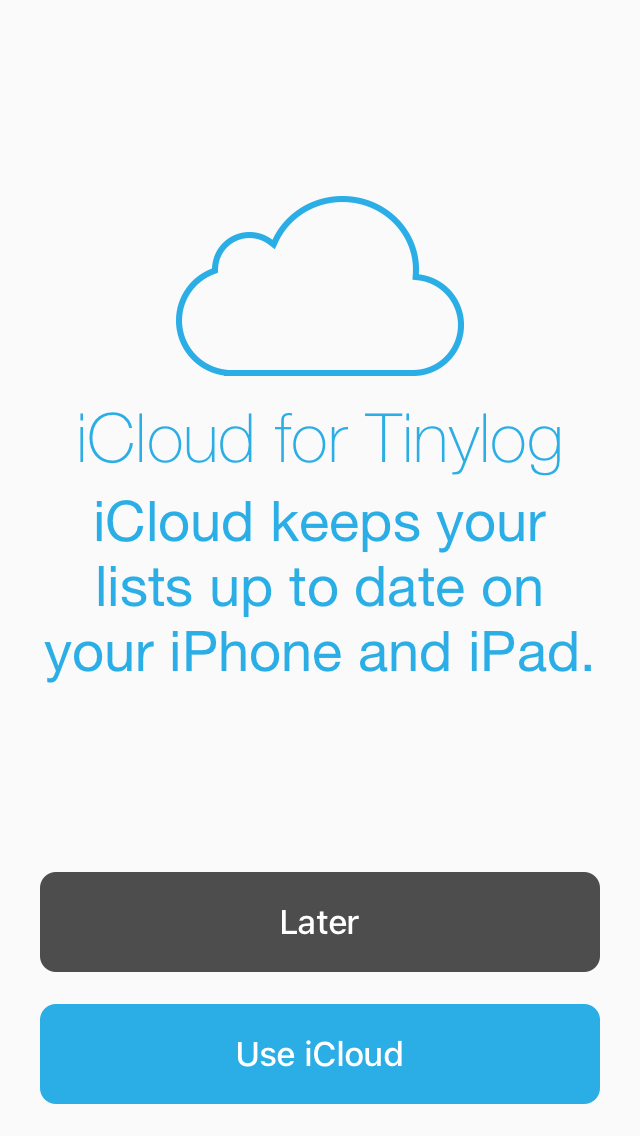 iCloud for Tinylog
iCloud keeps your
lists up to date on
your iPhone and iPad.
Later
Use iCloud